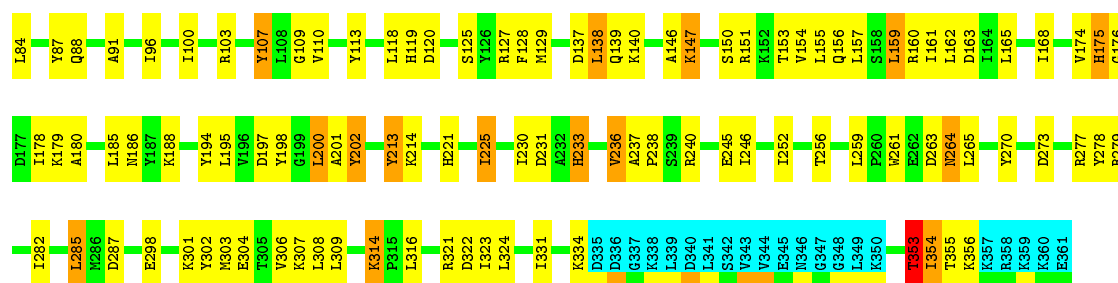 L84 Y87 Q88 A91 I96 I100 R103 Y107 L108 G109 V110 Y113 L118 H119 D120 S125 Y126 R127 F128 M129 D137 L138 Q139 K140 A146 K147 S150 R151 K152 T153 V154 L155 Q156 L157 S158 L159 R160 I161 L162 D163 I164 L165 I168 V174 H175 G176
D177 I178 K179 A180 L185 N186 Y187 K188 Y194 L195 V196 D197 Y198 G199 L200 A201 Y202 Y213 K214 H221 I225 I230 D231 A232 H233 V236 A237 P238 S239 R240 E245 I246 I252 T256 L259 P260 W261 E262 D263 N264 L265 Y270 D273 R277 Y278 R279
I282 L285 M286 D287 E298 K301 Y302 M303 E304 T305 V306 K307 L308 L309 K314 P315 L316 R321 D322 I323 L324 I331 K334 D335 D336 G337 K338 L339 D340 L341 S342 V343 V344 E345 N346 G347 G348 L349 K350 T353 I354 T355 K356 K357 R358 K359 K360 E361